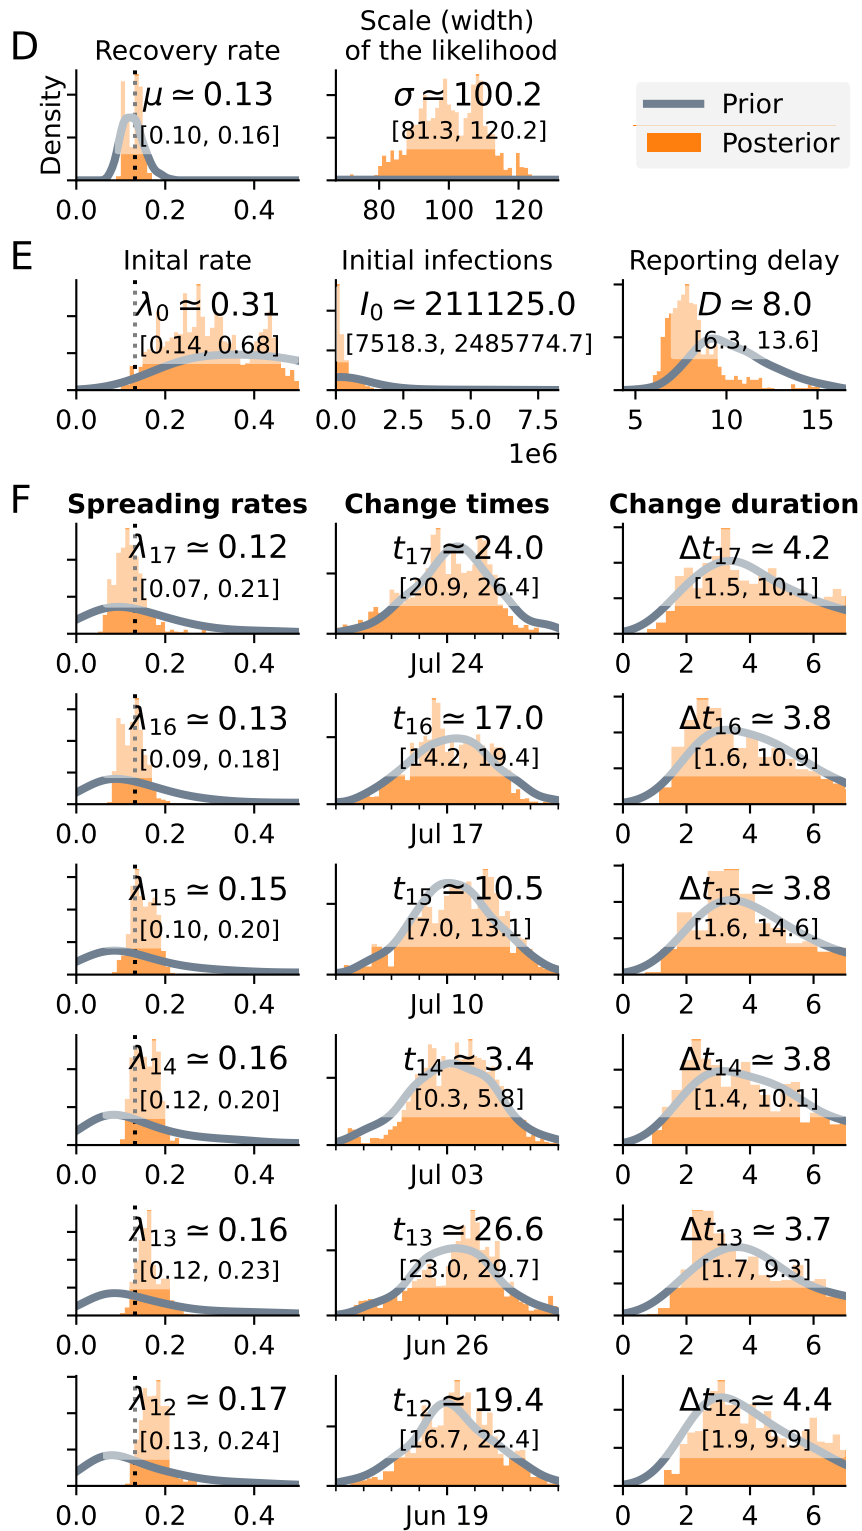 D
Recovery rate
Scale (width)
of the likelihood
Density
μ ≃ 0.13
[0.10, 0.16]
0.0 0.2 0.4
σ ≃ 100.2
[81.3, 120.2]
80 100 120
Prior
Posterior
E
Inital rate
λ0 ≃ 0.31
[0.14, 0.68]
0.0 0.2 0.4
Initial infections
I0 ≃ 211125.0
[7518.3, 2485774.7]
0.0 2.5 5.0 7.5
1e6
Reporting delay
D ≃ 8.0
[6.3, 13.6]
5 10 15
F
Spreading rates Change times Change duration
λ17 ≃ 0.12
[0.07, 0.21]
0.0 0.2 0.4
t17 ≃ 24.0
[20.9, 26.4]
Jul 24
Δt17 ≃ 4.2
[1.5, 10.1]
0 2 4 6
λ16 ≃ 0.13
[0.09, 0.18]
0.0 0.2 0.4
t16 ≃ 17.0
[14.2, 19.4]
Jul 17
Δt16 ≃ 3.8
[1.6, 10.9]
0 2 4 6
λ15 ≃ 0.15
[0.10, 0.20]
0.0 0.2 0.4
t15 ≃ 10.5
[7.0, 13.1]
Jul 10
Δt15 ≃ 3.8
[1.6, 14.6]
0 2 4 6
λ14 ≃ 0.16
[0.12, 0.20]
0.0 0.2 0.4
t14 ≃ 3.4
[0.3, 5.8]
Jul 03
Δt14 ≃ 3.8
[1.4, 10.1]
0 2 4 6
λ13 ≃ 0.16
[0.12, 0.23]
0.0 0.2 0.4
t13 ≃ 26.6
[23.0, 29.7]
Jun 26
Δt13 ≃ 3.7
[1.7, 9.3]
0 2 4 6
λ12 ≃ 0.17
[0.13, 0.24]
0.0 0.2 0.4
t12 ≃ 19.4
[16.7, 22.4]
Jun 19
Δt12 ≃ 4.4
[1.9, 9.9]
0 2 4 6